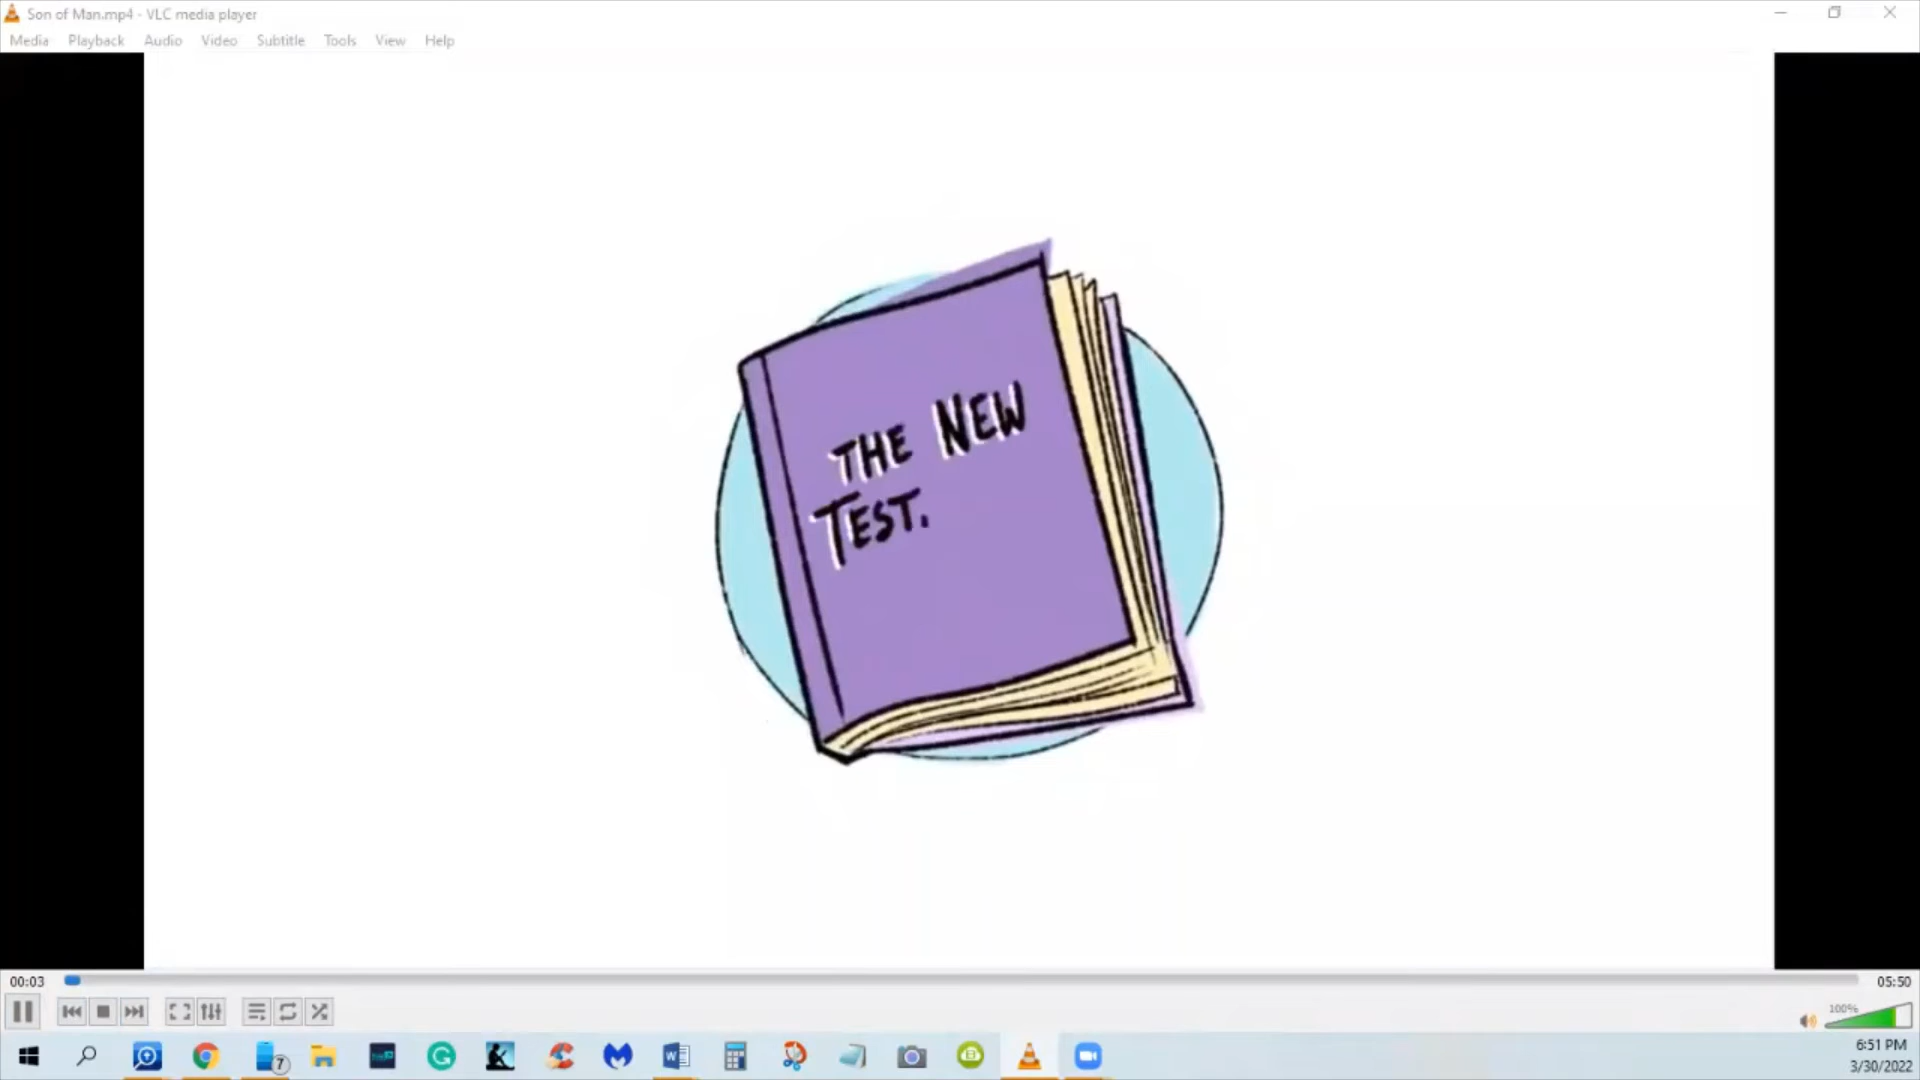 Son of Man.mp4 - VLC media player
Media Playback Audio Video Subtitle Tools View Help
THE NEW
TEST.
00:03
05:50
100%
7
6:51 PM
3/30/2022